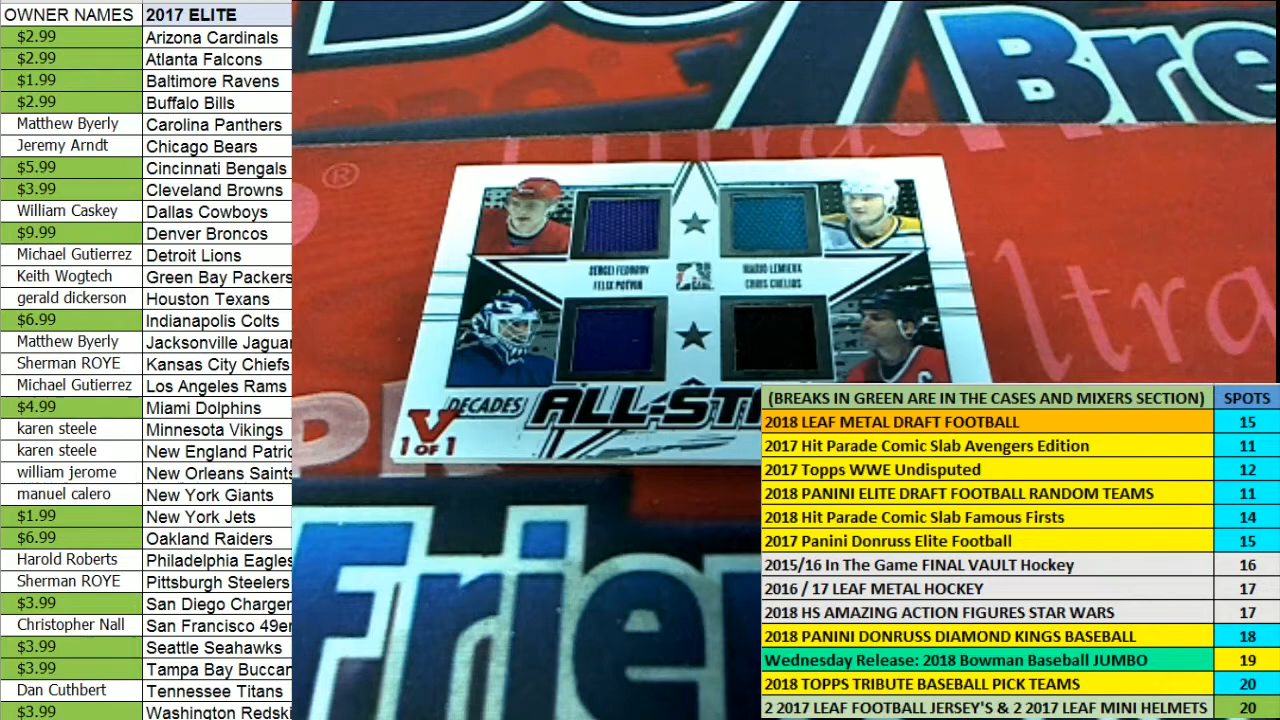 OWNER NAMES 2017 ELITE
$2.99 Arizona Cardinals
$2.99 Atlanta Falcons
$1.99 Baltimore Ravens
$2.99 Buffalo Bills
Matthew Byerly Carolina Panthers
Jeremy Arndt Chicago Bears
$5.99 Cincinnati Bengals
$3.99 Cleveland Browns
William Caskey Dallas Cowboys
$9.99 Denver Broncos
Michael Gutierrez Detroit Lions
Keith Wogtech Green Bay Packers
gerald dickerson Houston Texans
$6.99 Indianapolis Colts
Matthew Byerly Jacksonville Jaguar
Sherman ROYE Kansas City Chiefs
Michael Gutierrez Los Angeles Rams
$4.99 Miami Dolphins
karen steele Minnesota Vikings
karen steele New England Patric
william jerome New Orleans Saints
manuel calero New York Giants
$1.99 New York Jets
$6.99 Oakland Raiders
Harold Roberts Philadelphia Eagles
Sherman ROYE Pittsburgh Steelers
$3.99 San Diego Charger
Christopher Nall San Francisco 49er
$3.99 Seattle Seahawks
$3.99 Tampa Bay Buccan
Dan Cuthbert Tennessee Titans
$3.99 Washington Redski
Bre
®
ltra
SERGEI FEDOROV MARIO LEMIEUX
FELIX POTVIN CHRIS CHELIOS
DECADES ALL-ST
V
1 OF 1
Frie
(BREAKS IN GREEN ARE IN THE CASES AND MIXERS SECTION) SPOTS
2018 LEAF METAL DRAFT FOOTBALL 15
2017 Hit Parade Comic Slab Avengers Edition 11
2017 Topps WWE Undisputed 12
2018 PANINI ELITE DRAFT FOOTBALL RANDOM TEAMS 11
2018 Hit Parade Comic Slab Famous Firsts 14
2017 Panini Donruss Elite Football 15
2015/16 In The Game FINAL VAULT Hockey 16
2016 / 17 LEAF METAL HOCKEY 17
2018 HS AMAZING ACTION FIGURES STAR WARS 17
2018 PANINI DONRUSS DIAMOND KINGS BASEBALL 18
Wednesday Release: 2018 Bowman Baseball JUMBO 19
2018 TOPPS TRIBUTE BASEBALL PICK TEAMS 20
2 2017 LEAF FOOTBALL JERSEY'S & 2 2017 LEAF MINI HELMETS 20